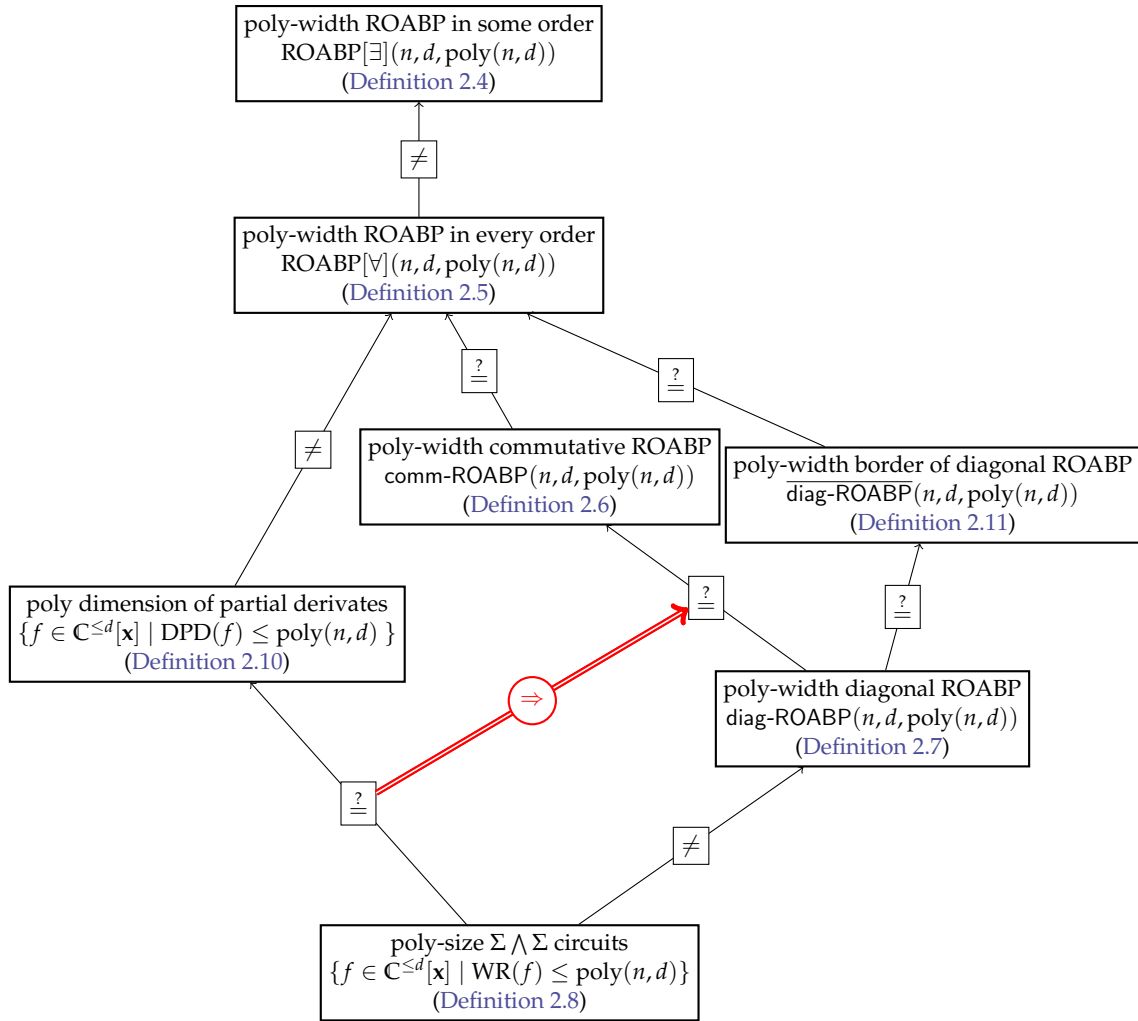 poly-width ROABP in some order
ROABP[∃](n, d, poly(n, d))
(Definition 2.4)
≠
poly-width ROABP in every order
ROABP[∀](n, d, poly(n, d))
(Definition 2.5)
?
=
?
=
≠
poly-width commutative ROABP
comm-ROABP(n, d, poly(n, d))
(Definition 2.6)
poly-width border of diagonal ROABP
\overline{diag-ROABP}(n, d, poly(n, d))
(Definition 2.11)
?
=
?
=
poly dimension of partial derivates
{f ∈ ℂ^{≤d}[𝐱] | DPD(f) ≤ poly(n, d) }
(Definition 2.10)
⇒
poly-width diagonal ROABP
diag-ROABP(n, d, poly(n, d))
(Definition 2.7)
?
=
≠
poly-size Σ ⋀ Σ circuits
{f ∈ ℂ^{≤d}[𝐱] | WR(f) ≤ poly(n, d)}
(Definition 2.8)